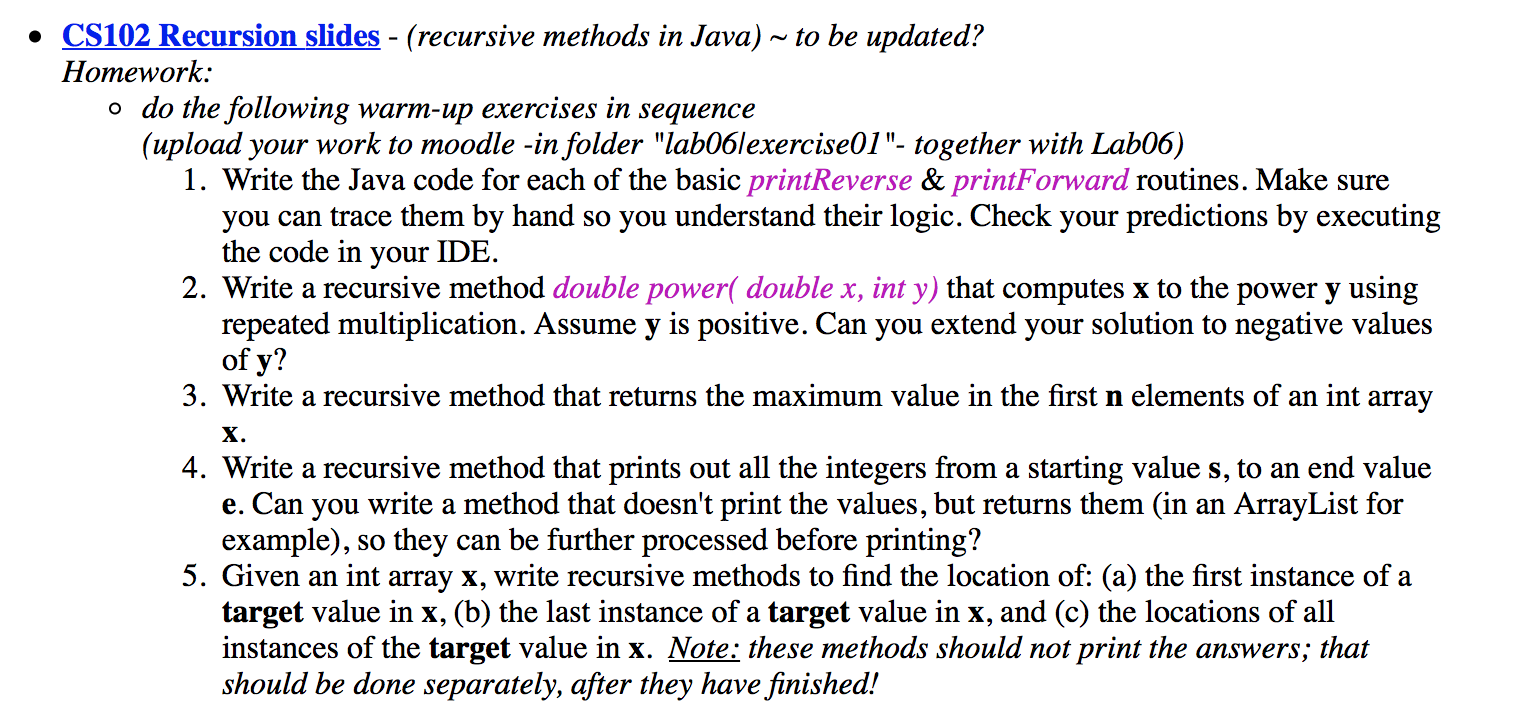 • CS102 Recursion slides - (recursive methods in Java) ~ to be updated?
Homework:
○ do the following warm-up exercises in sequence
(upload your work to moodle -in folder "lab06/exercise01"- together with Lab06)
1. Write the Java code for each of the basic printReverse & printForward routines. Make sure
you can trace them by hand so you understand their logic. Check your predictions by executing
the code in your IDE.
2. Write a recursive method double power( double x, int y) that computes x to the power y using
repeated multiplication. Assume y is positive. Can you extend your solution to negative values
of y?
3. Write a recursive method that returns the maximum value in the first n elements of an int array
x.
4. Write a recursive method that prints out all the integers from a starting value s, to an end value
e. Can you write a method that doesn't print the values, but returns them (in an ArrayList for
example), so they can be further processed before printing?
5. Given an int array x, write recursive methods to find the location of: (a) the first instance of a
target value in x, (b) the last instance of a target value in x, and (c) the locations of all
instances of the target value in x. Note: these methods should not print the answers; that
should be done separately, after they have finished!